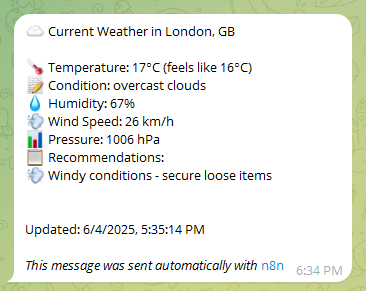 ☁️ Current Weather in London, GB
🌡️ Temperature: 17°C (feels like 16°C)
📝 Condition: overcast clouds
💧 Humidity: 67%
💨 Wind Speed: 26 km/h
📊 Pressure: 1006 hPa
📋 Recommendations:
💨 Windy conditions - secure loose items
Updated: 6/4/2025, 5:35:14 PM
This message was sent automatically with n8n
6:34 PM